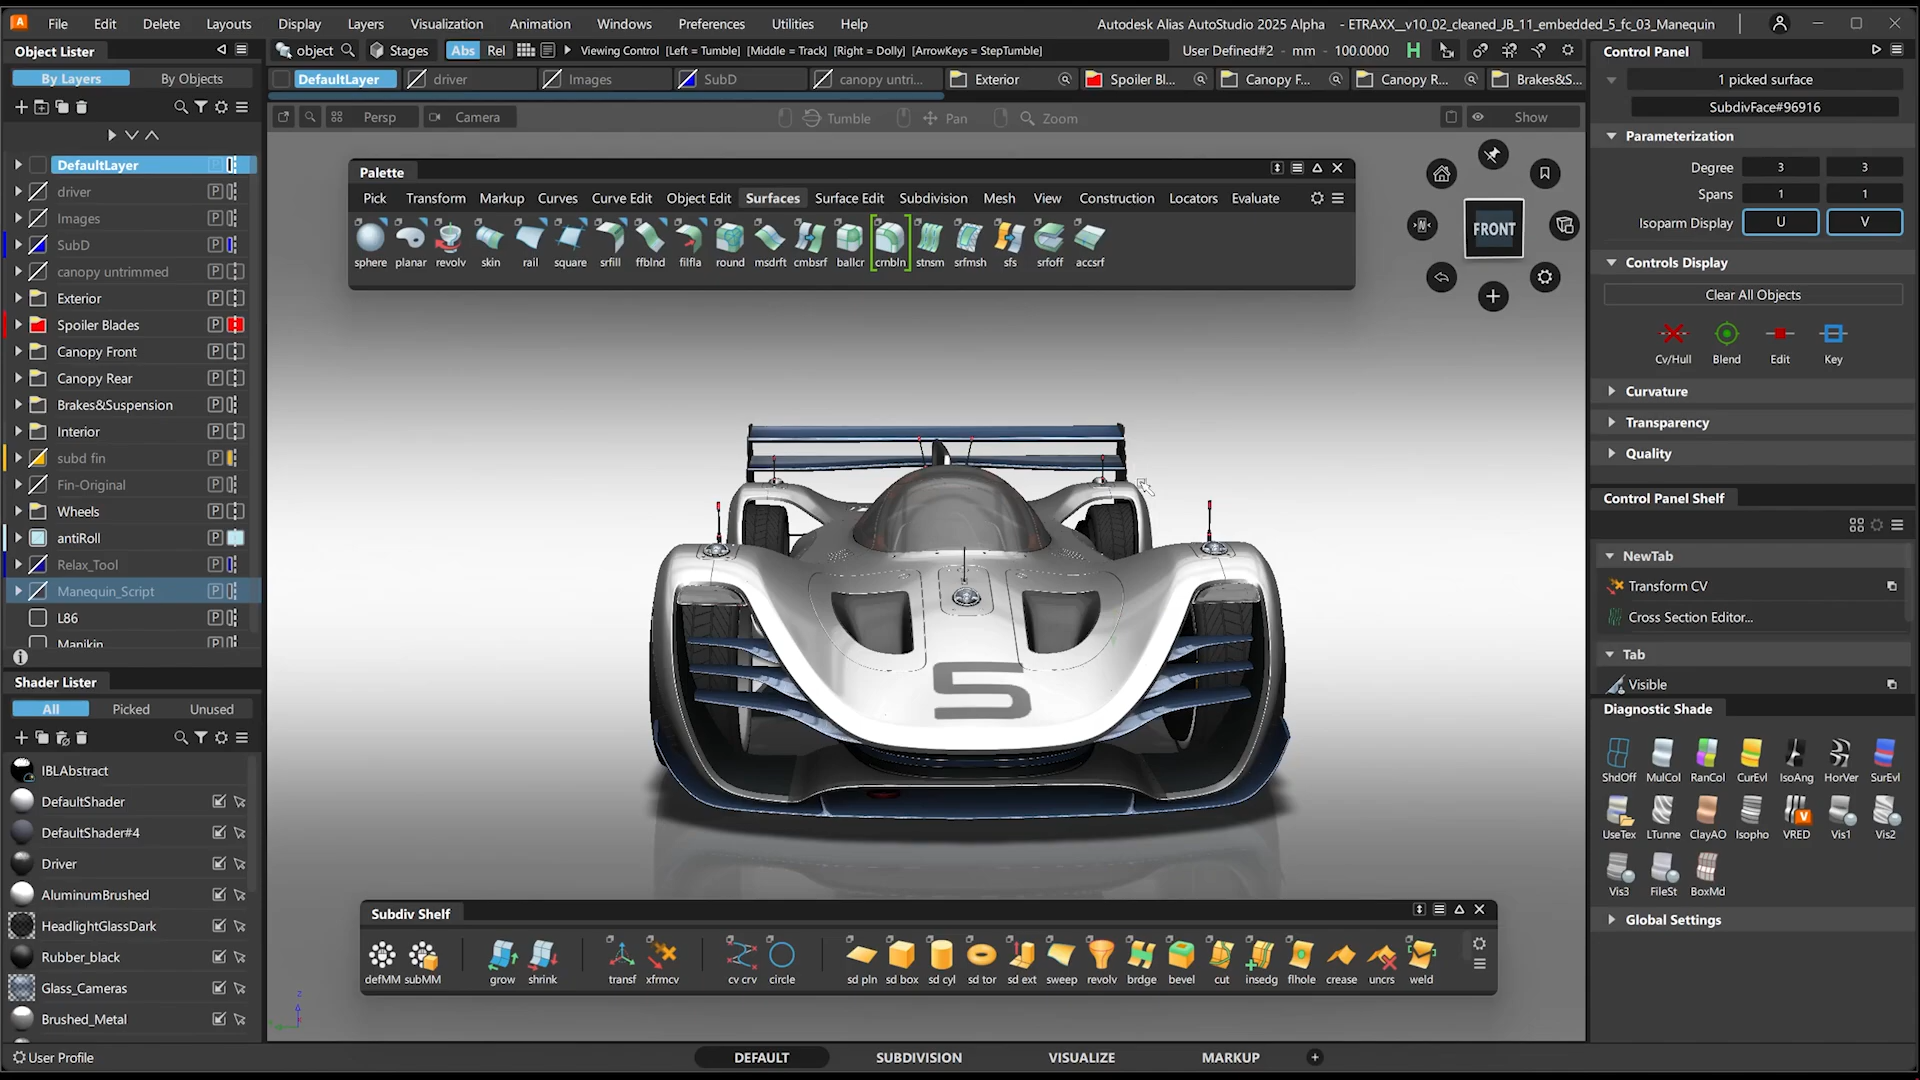 File Edit Delete Layouts Display Layers Visualization Animation Windows Preferences Utilities Help
Autodesk Alias AutoStudio 2025 Alpha - ETRAXX__v10_02_cleaned_JB_11_embedded_5_fc_03_Manequin
Object Lister
object Stages Abs Rel Viewing Control [Left = Tumble] [Middle = Track] [Right = Dolly] [ArrowKeys = StepTumble] User Defined#2 - mm - 100.0000 H
Control Panel
By Layers By Objects
DefaultLayer driver Images SubD canopy untri... Exterior Spoiler Bl... Canopy F... Canopy R... Brakes&S...
1 picked surface
SubdivFace#96916
Persp Camera Tumble Pan Zoom Show
Parameterization
Degree 3 3
Spans 1 1
Isoparm Display U V
Controls Display
Clear All Objects
Cv/Hull Blend Edit Key
Curvature
Transparency
Quality
DefaultLayer
driver P
Images P
SubD P
canopy untrimmed P
Exterior P
Spoiler Blades P
Canopy Front P
Canopy Rear P
Brakes&Suspension P
Interior P
subd fin P
Fin-Original P
Wheels P
antiRoll P
Relax_Tool P
Manequin_Script P
L86 P
Manikin P
Palette
Pick Transform Markup Curves Curve Edit Object Edit Surfaces Surface Edit Subdivision Mesh View Construction Locators Evaluate
sphere planar revolv skin rail square srfill ffblnd filfla round msdrft cmbsrf ballcr crnbln stnsm srfmsh sfs srfoff accsrf
N
FRONT
5
Control Panel Shelf
NewTab
Transform CV
Cross Section Editor...
Tab
Visible
Shader Lister
All Picked Unused
IBLAbstract
DefaultShader
DefaultShader#4
Driver
AluminumBrushed
HeadlightGlassDark
Rubber_black
Glass_Cameras
Brushed_Metal
Diagnostic Shade
ShdOff MulCol RanCol CurEvl IsoAng HorVer SurEvl
UseTex LTunne ClayAO Isopho VRED Vis1 Vis2
Vis3 FileSt BoxMd
Global Settings
Subdiv Shelf
defMM subMM grow shrink transf xfrmcv cv crv circle sd pln sd box sd cyl sd tor sd ext sweep revolv brdge bevel cut insedg flhole crease uncrs weld
z
User Profile
DEFAULT SUBDIVISION VISUALIZE MARKUP